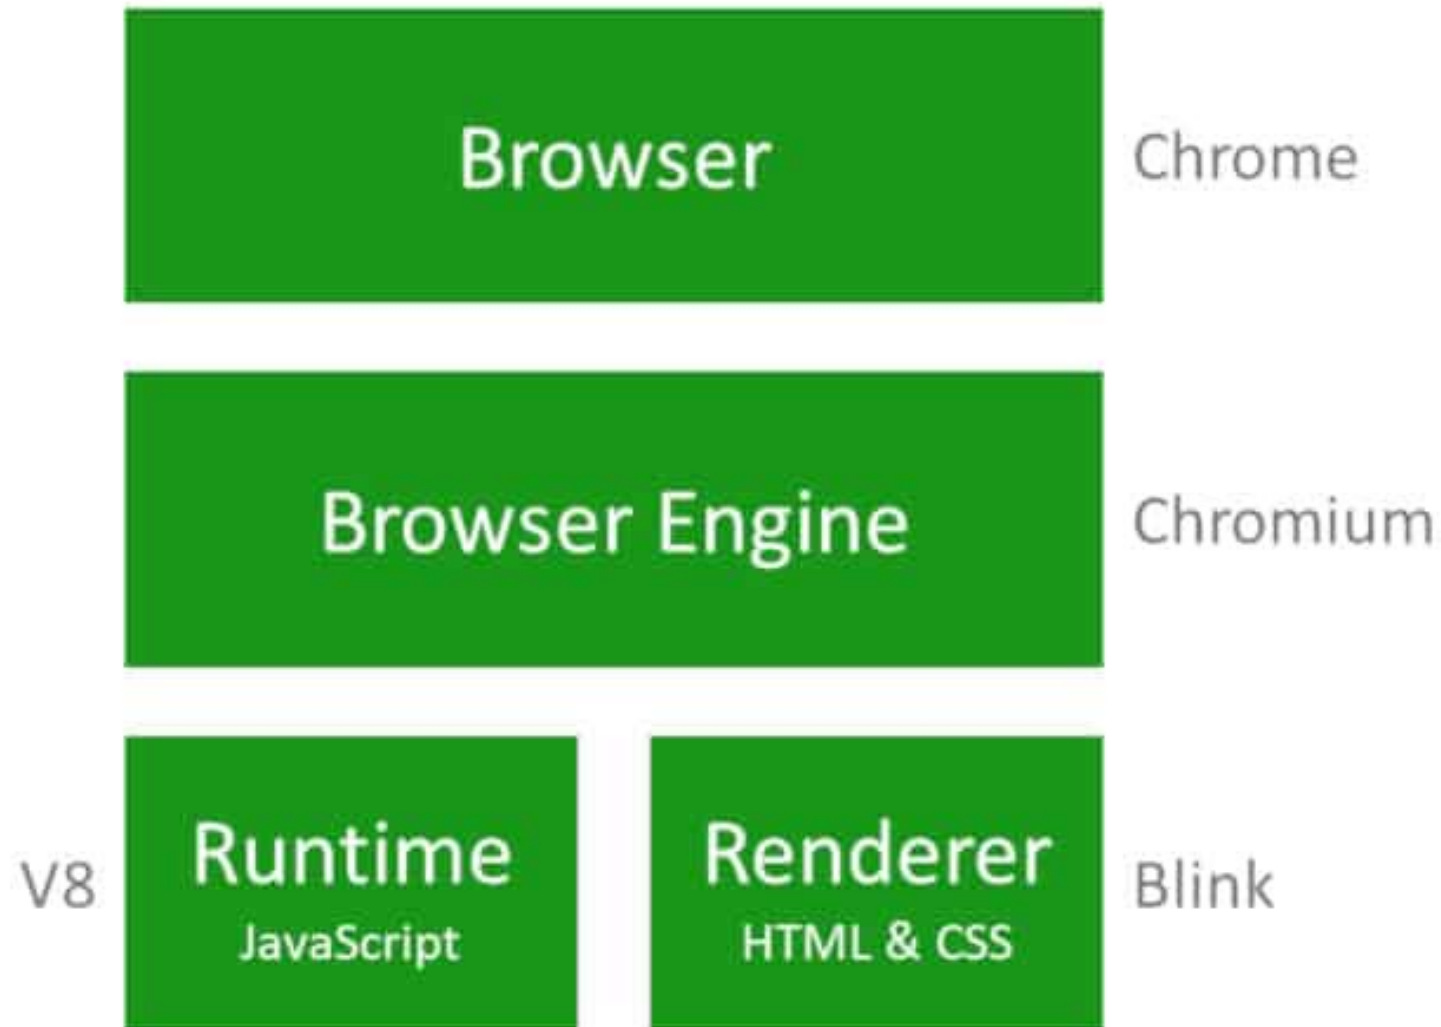 Browser
Chrome
Browser Engine
Chromium
V8
Runtime
JavaScript
Renderer
HTML & CSS
Blink